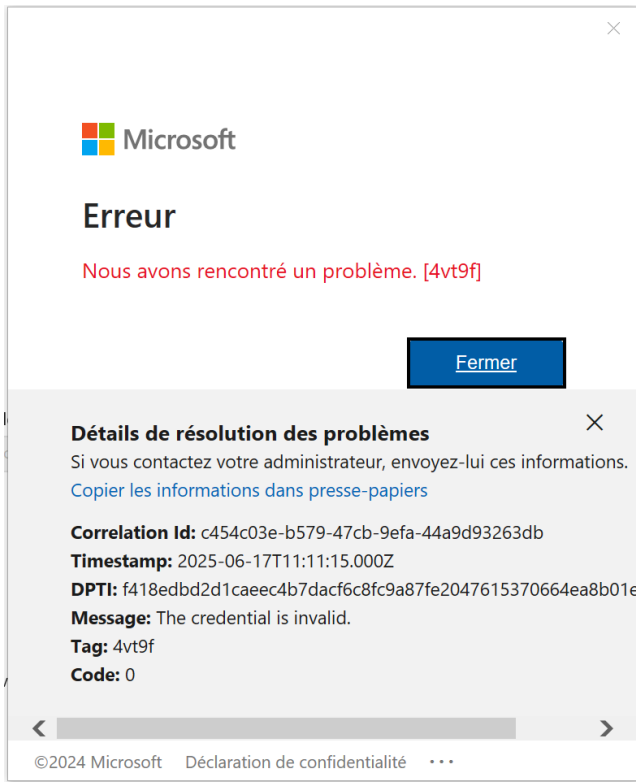 Microsoft
Erreur
Nous avons rencontré un problème. [4vt9f]
Fermer
Détails de résolution des problèmes
Si vous contactez votre administrateur, envoyez-lui ces informations.
Copier les informations dans presse-papiers
Correlation Id: c454c03e-b579-47cb-9efa-44a9d93263db
Timestamp: 2025-06-17T11:11:15.000Z
DPTI: f418edbd2d1caeec4b7dacf6c8fc9a87fe2047615370664ea8b01e
Message: The credential is invalid.
Tag: 4vt9f
Code: 0
©2024 Microsoft Déclaration de confidentialité ···